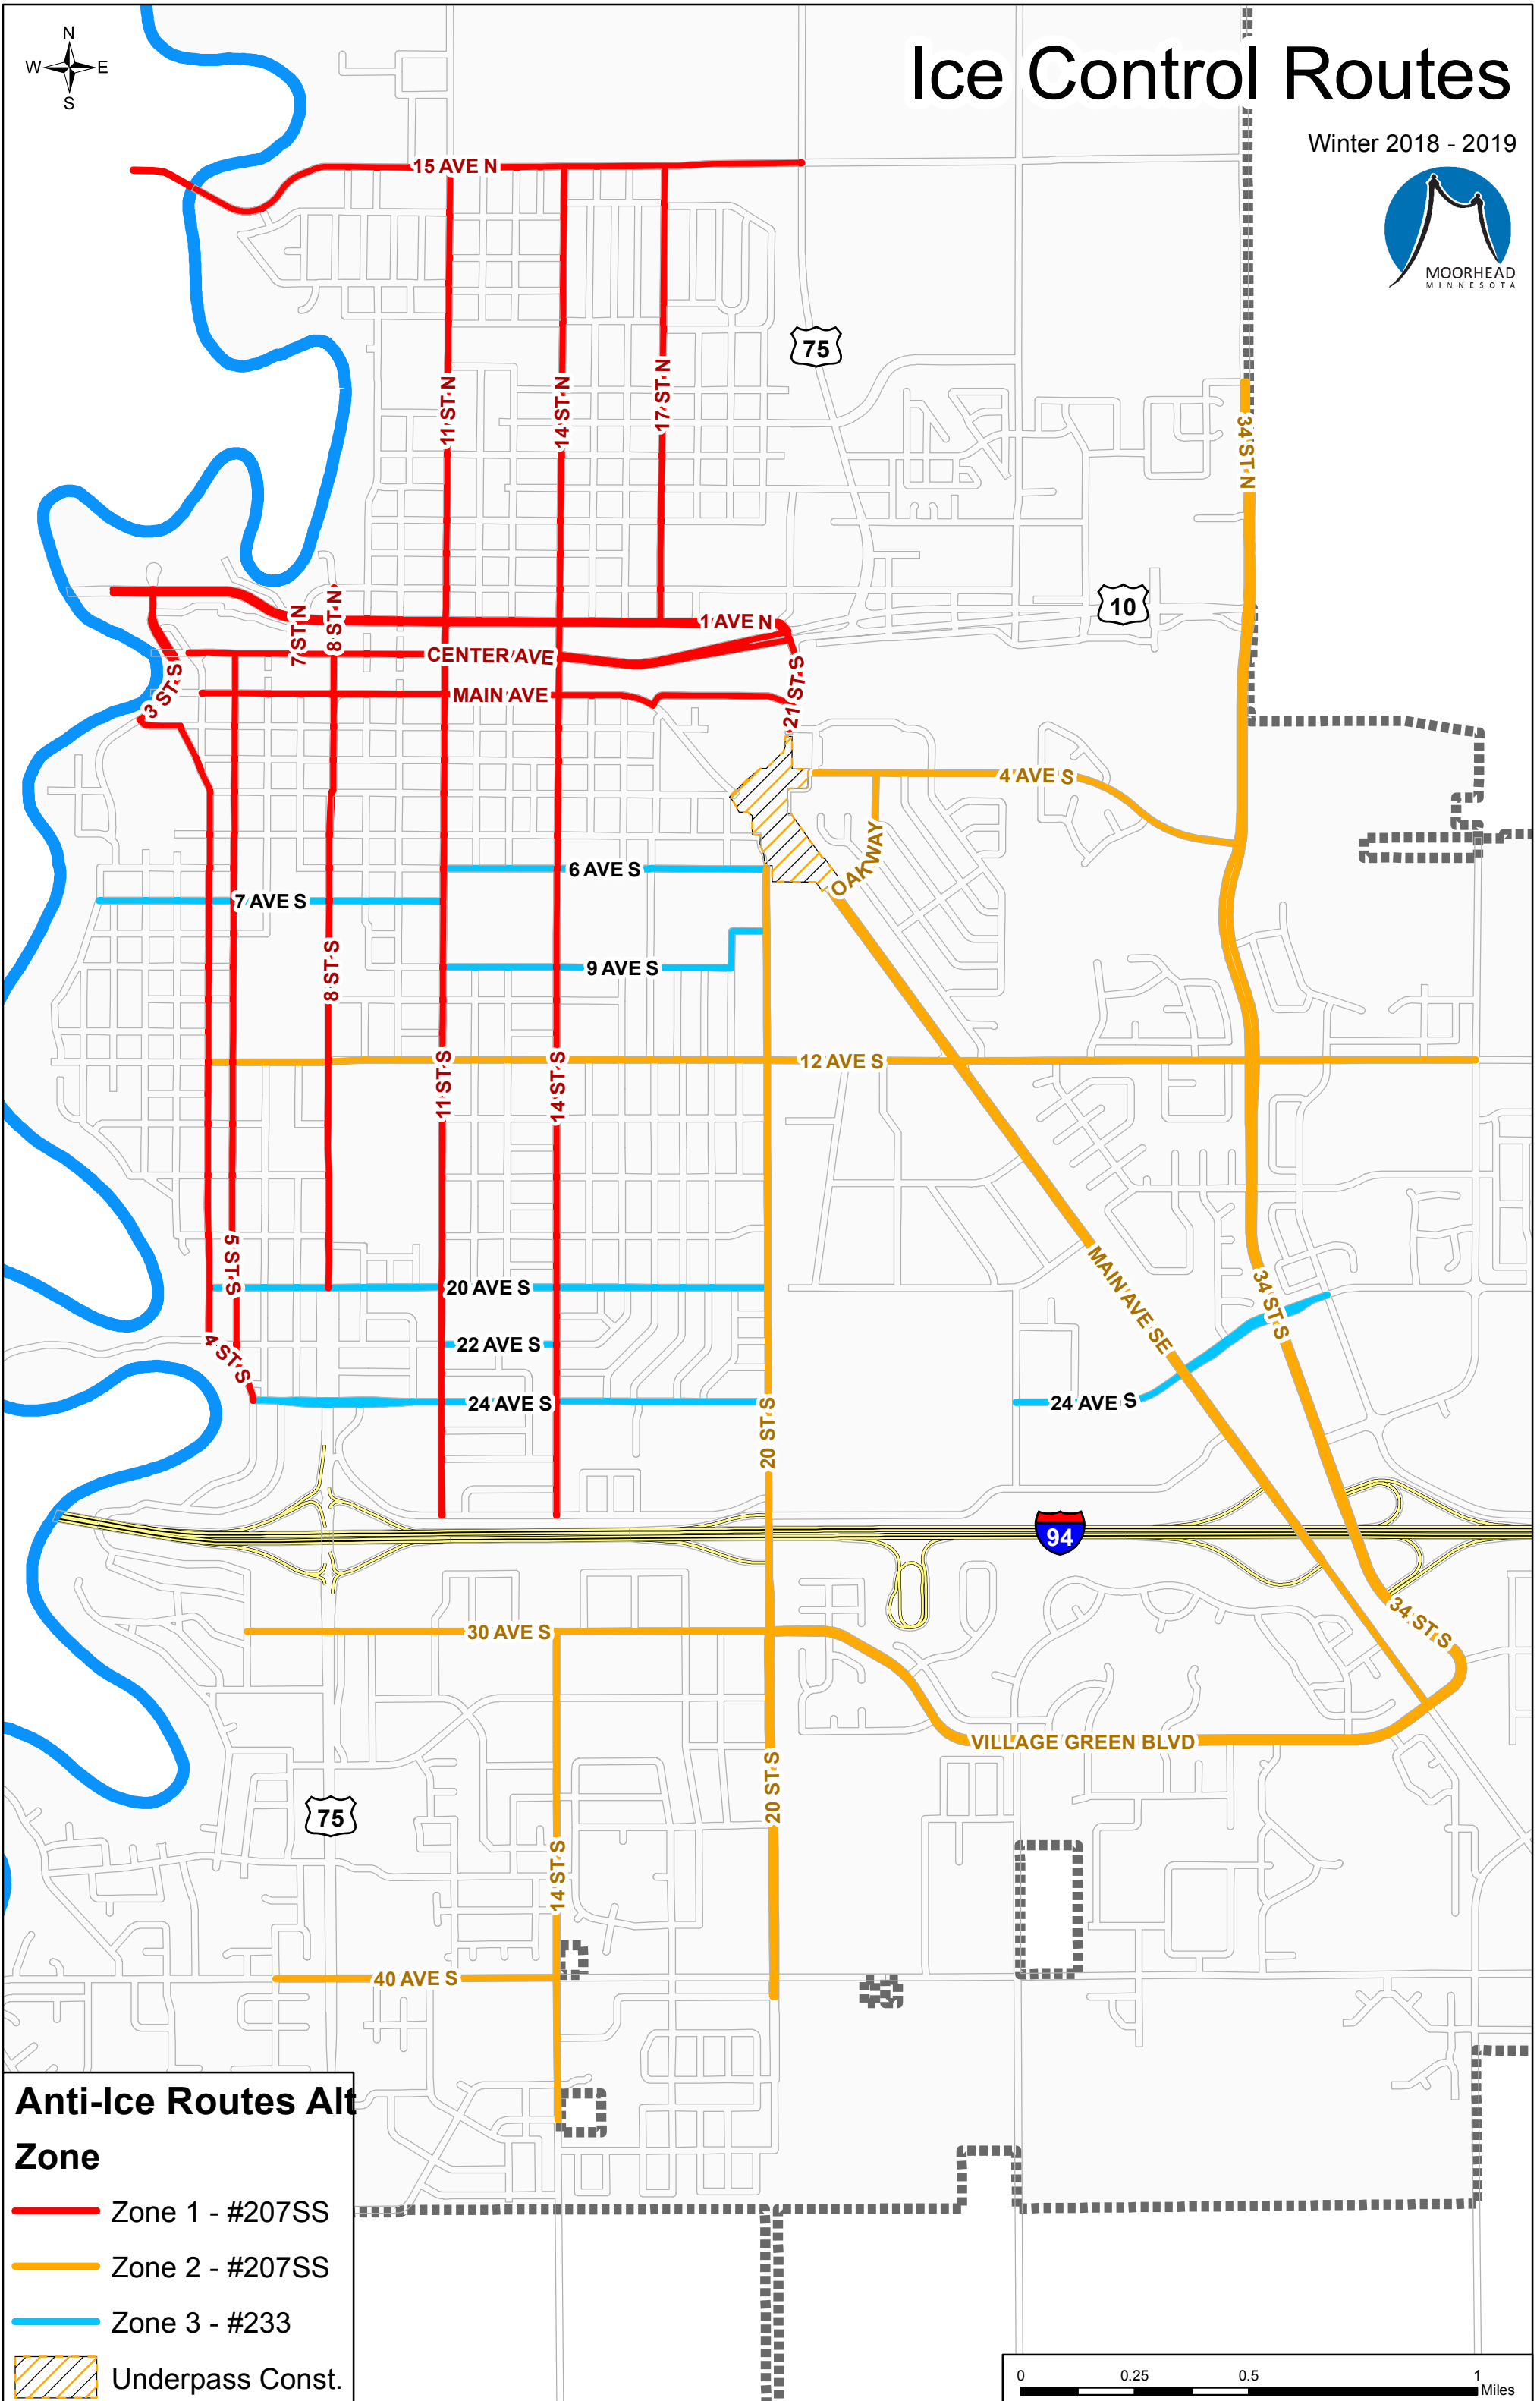 N
W E
S
Ice Control Routes
Winter 2018 - 2019
MOORHEAD
MINNESOTA
15 AVE N
75
11 ST N
14 ST N
17 ST N
34 ST N
10
7 ST N
8 ST N
1 AVE N
CENTER AVE
3 ST S
MAIN AVE
21 ST S
4 AVE S
OAKWAY
6 AVE S
7 AVE S
8 ST S
9 AVE S
11 ST S
14 ST S
12 AVE S
5 ST S
20 AVE S
MAIN AVE SE
34 ST S
4 ST S
22 AVE S
24 AVE S
20 ST S
24 AVE S
94
30 AVE S
34 ST S
VILLAGE GREEN BLVD
75
20 ST S
14 ST S
40 AVE S
Anti-Ice Routes Alt
Zone
Zone 1 - #207SS
Zone 2 - #207SS
Zone 3 - #233
Underpass Const.
0 0.25 0.5 1
Miles